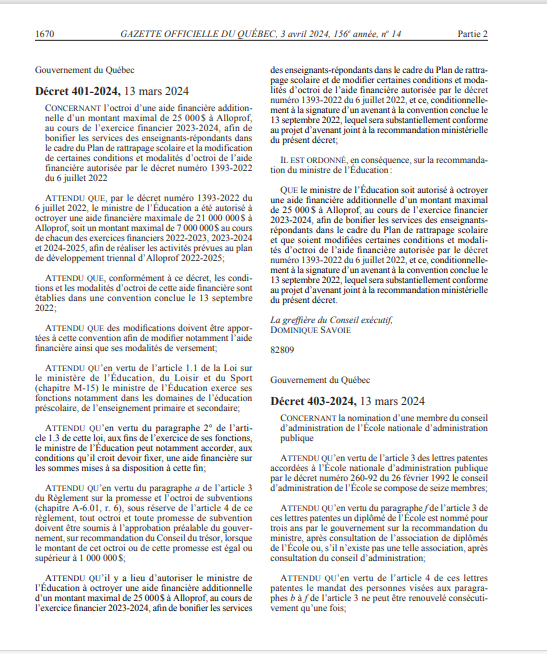 1670
GAZETTE OFFICIELLE DU QUÉBEC, 3 avril 2024, 156e année, no 14
Partie 2
Gouvernement du Québec
Décret 401-2024, 13 mars 2024
CONCERNANT l'octroi d'une aide financière addition-
nelle d'un montant maximal de 25 000 $ à Alloprof,
au cours de l'exercice financier 2023-2024, afin de
bonifier les services des enseignants-répondants dans
le cadre du Plan de rattrapage scolaire et la modification
de certaines conditions et modalités d'octroi de l'aide
financière autorisée par le décret numéro 1393-2022
du 6 juillet 2022
ATTENDU QUE, par le décret numéro 1393-2022 du
6 juillet 2022, le ministre de l'Éducation a été autorisé à
octroyer une aide financière maximale de 21 000 000 $ à
Alloprof, soit un montant maximal de 7 000 000 $ au cours
de chacun des exercices financiers 2022-2023, 2023-2024
et 2024-2025, afin de réaliser les activités prévues au plan
de développement triennal d'Alloprof 2022-2025;
ATTENDU QUE, conformément à ce décret, les condi-
tions et les modalités d'octroi de cette aide financière sont
établies dans une convention conclue le 13 septembre
2022;
ATTENDU QUE des modifications doivent être appor-
tées à cette convention afin de modifier notamment l'aide
financière ainsi que ses modalités de versement;
ATTENDU QU'en vertu de l'article 1.1 de la Loi sur
le ministère de l'Éducation, du Loisir et du Sport
(chapitre M-15) le ministre de l'Éducation exerce ses
fonctions notamment dans les domaines de l'éducation
préscolaire, de l'enseignement primaire et secondaire;
ATTENDU QU'en vertu du paragraphe 2° de l'arti-
cle 1.3 de cette loi, aux fins de l'exercice de ses fonctions,
le ministre de l'Éducation peut notamment accorder, aux
conditions qu'il croit devoir fixer, une aide financière sur
les sommes mises à sa disposition à cette fin;
ATTENDU QU'en vertu du paragraphe a de l'article 3
du Règlement sur la promesse et l'octroi de subventions
(chapitre A-6.01, r. 6), sous réserve de l'article 4 de ce
règlement, tout octroi et toute promesse de subvention
doivent être soumis à l'approbation préalable du gouver-
nement, sur recommandation du Conseil du trésor, lorsque
le montant de cet octroi ou de cette promesse est égal ou
supérieur à 1 000 000 $;
ATTENDU QU'il y a lieu d'autoriser le ministre de
l'Éducation à octroyer une aide financière additionnelle
d'un montant maximal de 25 000 $ à Alloprof, au cours de
l'exercice financier 2023-2024, afin de bonifier les services
des enseignants-répondants dans le cadre du Plan de rattra-
page scolaire et de modifier certaines conditions et moda-
lités d'octroi de l'aide financière autorisée par le décret
numéro 1393-2022 du 6 juillet 2022, et ce, conditionnelle-
ment à la signature d'un avenant à la convention conclue le
13 septembre 2022, lequel sera substantiellement conforme
au projet d'avenant joint à la recommandation ministérielle
du présent décret;
IL EST ORDONNÉ, en conséquence, sur la recommanda-
tion du ministre de l'Éducation :
QUE le ministre de l'Éducation soit autorisé à octroyer
une aide financière additionnelle d'un montant maximal
de 25 000 $ à Alloprof, au cours de l'exercice financier
2023-2024, afin de bonifier les services des enseignants-
répondants dans le cadre du Plan de rattrapage scolaire
et que soient modifiées certaines conditions et modali-
tés d'octroi de l'aide financière autorisée par le décret
numéro 1393-2022 du 6 juillet 2022, et ce, conditionnelle-
ment à la signature d'un avenant à la convention conclue le
13 septembre 2022, lequel sera substantiellement conforme
au projet d'avenant joint à la recommandation ministérielle
du présent décret.
La greffière du Conseil exécutif,
DOMINIQUE SAVOIE
82809
Gouvernement du Québec
Décret 403-2024, 13 mars 2024
CONCERNANT la nomination d'une membre du conseil
d'administration de l'École nationale d'administration
publique
ATTENDU QU'en vertu de l'article 3 des lettres patentes
accordées à l'École nationale d'administration publique
par le décret numéro 260-92 du 26 février 1992 le conseil
d'administration de l'École se compose de seize membres;
ATTENDU QU'en vertu du paragraphe f de l'article 3 de
ces lettres patentes un diplômé de l'École est nommé pour
trois ans par le gouvernement sur la recommandation du
ministre, après consultation de l'association de diplômés
de l'École ou, s'il n'existe pas une telle association, après
consultation du conseil d'administration;
ATTENDU QU'en vertu de l'article 4 de ces lettres
patentes le mandat des personnes visées aux paragra-
phes b à f de l'article 3 ne peut être renouvelé consécuti-
vement qu'une fois;